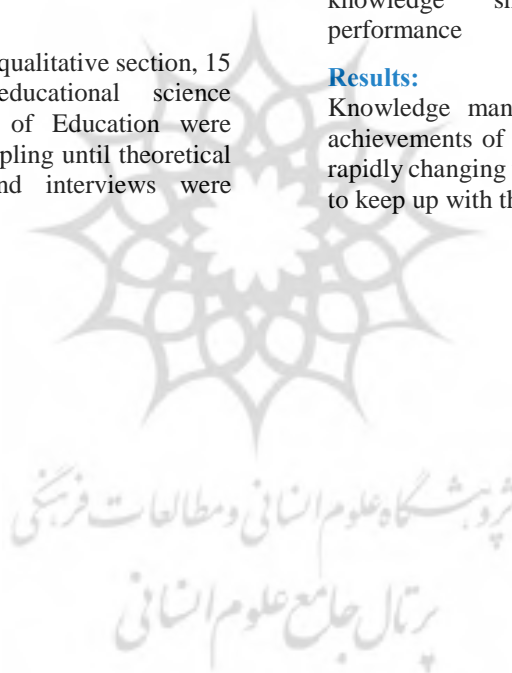 qualitative section, 15
educational science
of Education were
pling until theoretical
nd interviews were
knowledge
performance
Results:
Knowledge man
achievements of
rapidly changing
to keep up with th
پژوهشگاه علوم انسانی و مطالعات فرهنگی
پرتال جامع علوم انسانی